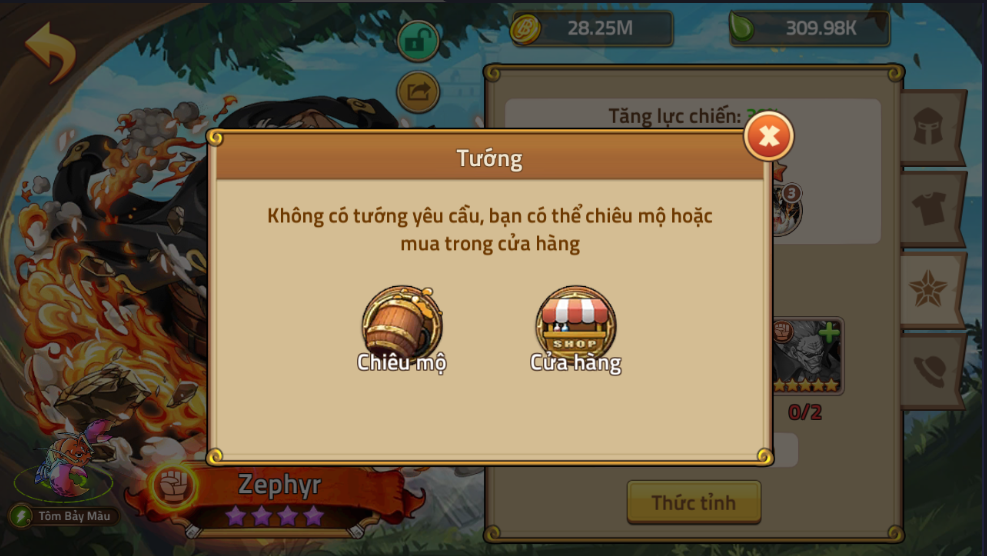 28.25M
309.98K
Tăng lực chiến:
Tướng
3
Không có tướng yêu cầu, bạn có thể chiêu mộ hoặc
mua trong cửa hàng
SHOP
Chiêu mộ
Cửa hàng
0/2
Zephyr
Tôm Bảy Màu
Thức tỉnh